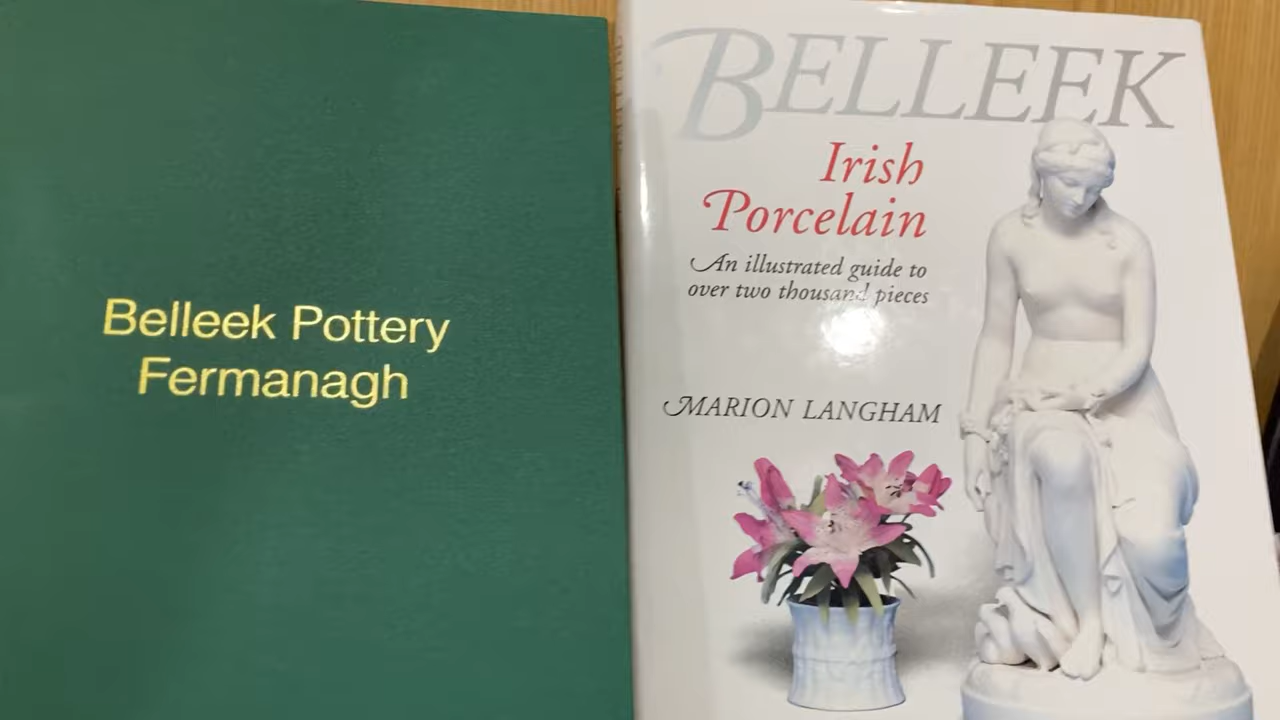 Belleek Pottery
Fermanagh
BELLEEK
Irish
Porcelain
An illustrated guide to
over two thousand pieces
MARION LANGHAM